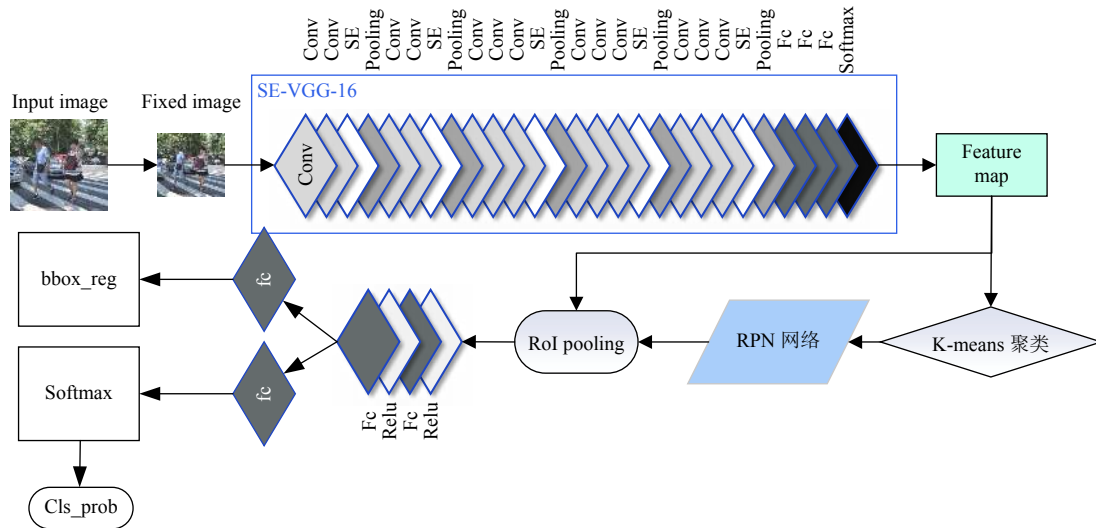 Conv
Conv
SE
Pooling
Conv
Conv
SE
Pooling
Conv
Conv
Conv
SE
Pooling
Conv
Conv
Conv
SE
Pooling
Conv
Conv
Conv
SE
Pooling
Fc
Fc
Fc
Softmax
Input image
Fixed image
SE-VGG-16
Conv
Feature
map
bbox_reg
fc
RoI pooling
RPN 网络
K-means 聚类
Softmax
fc
Fc
Relu
Fc
Relu
Cls_prob